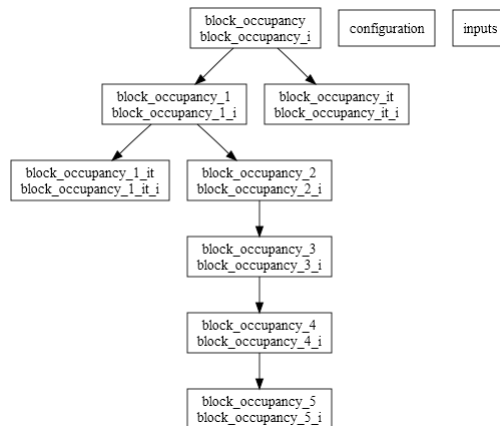 block_occupancy
block_occupancy_i
configuration
inputs
block_occupancy_1
block_occupancy_1_i
block_occupancy_it
block_occupancy_it_i
block_occupancy_1_it
block_occupancy_1_it_i
block_occupancy_2
block_occupancy_2_i
block_occupancy_3
block_occupancy_3_i
block_occupancy_4
block_occupancy_4_i
block_occupancy_5
block_occupancy_5_i